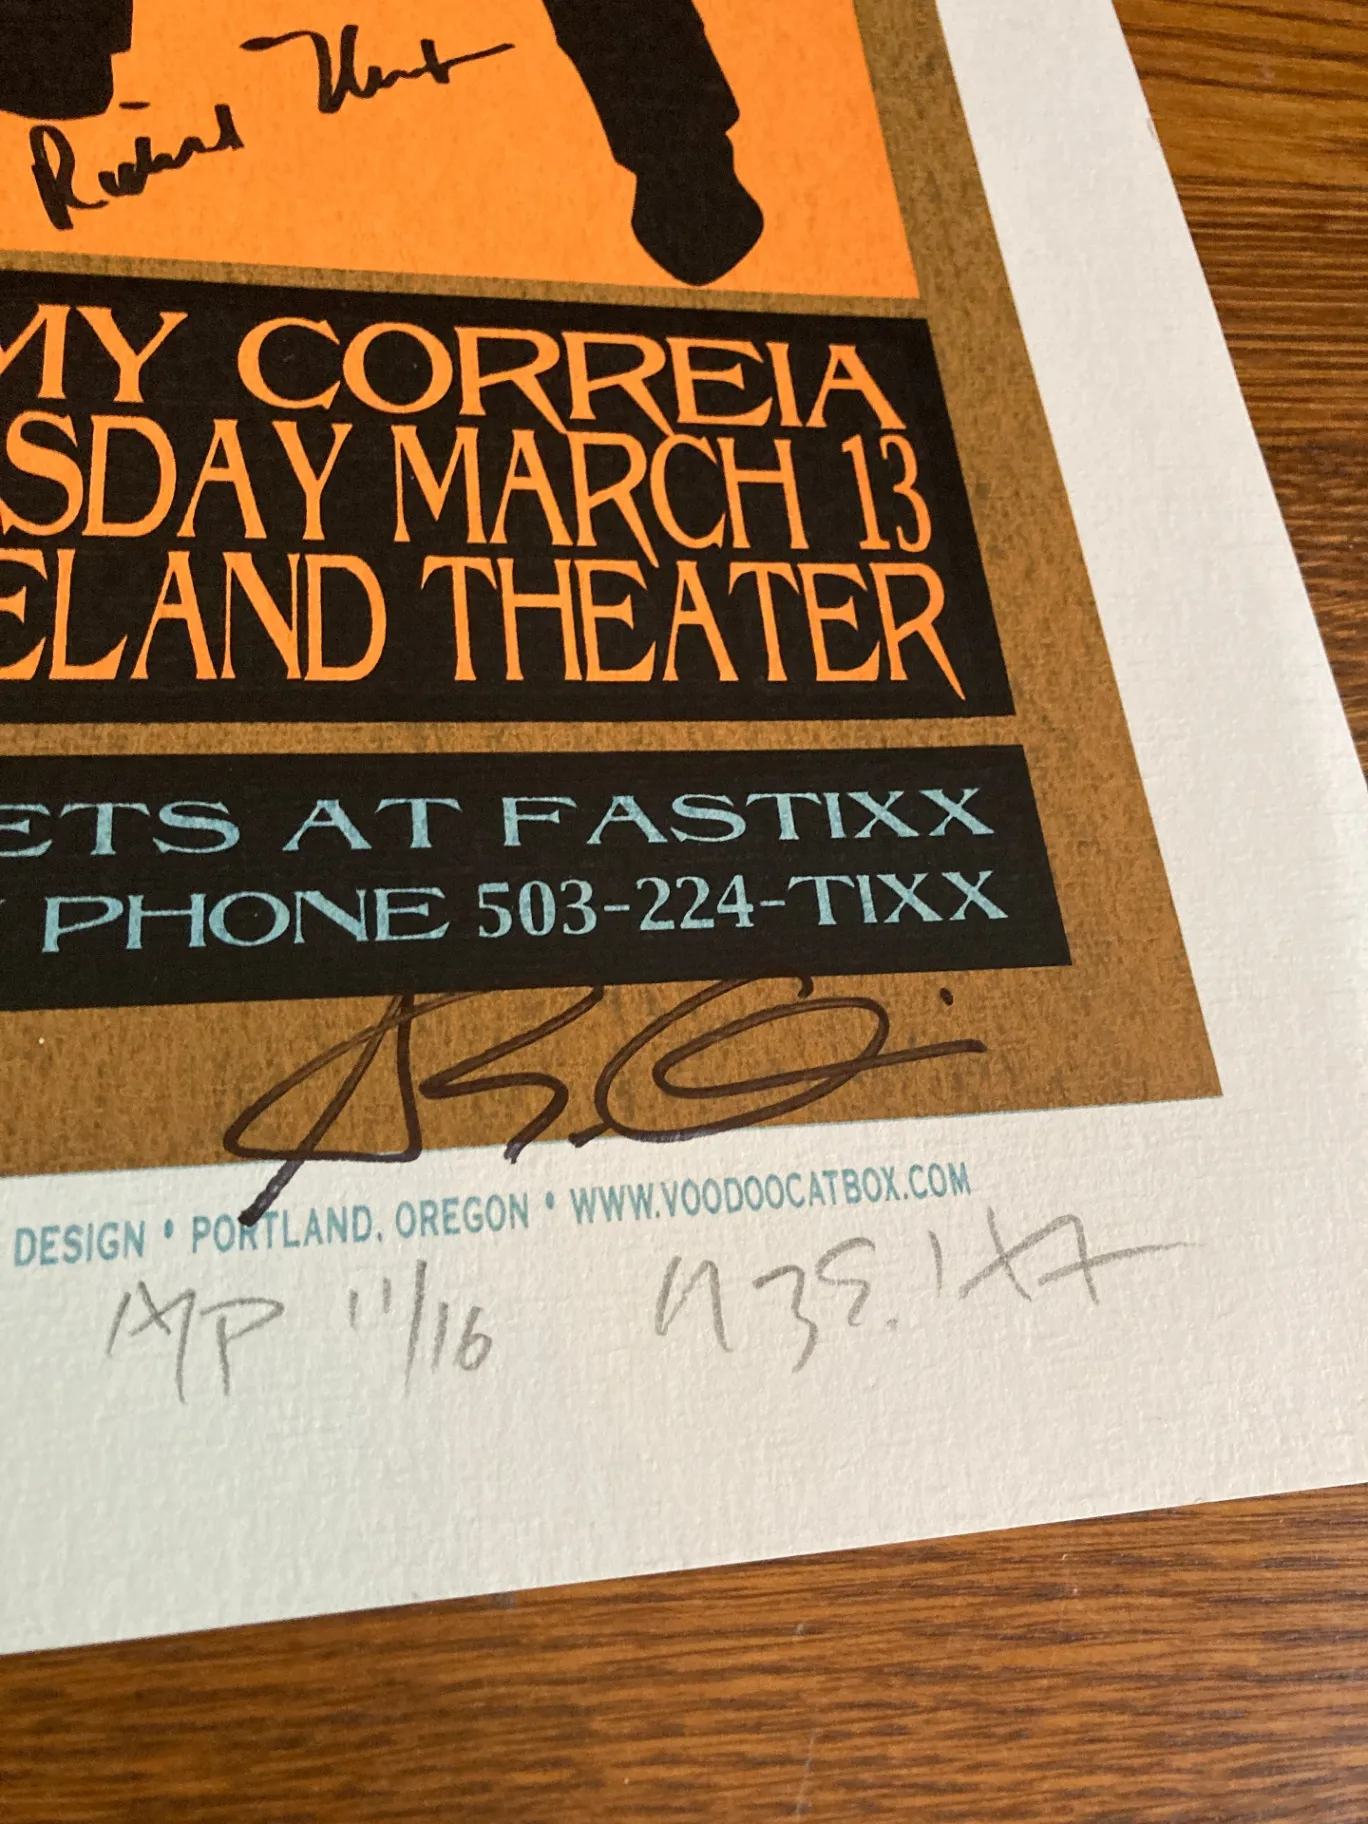 Richard
MY CORREIA
SDAY MARCH 13
ELAND THEATER
ETS AT FASTIXX
PHONE 503-224-TIXX
DESIGN • PORTLAND, OREGON • WWW.VOODOOCATBOX.COM
A/P 11/16